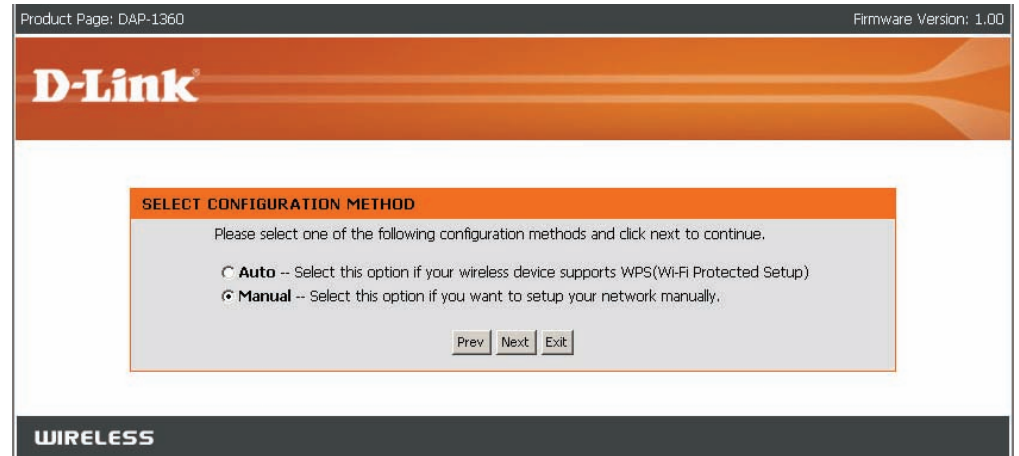 Product Page: DAP-1360 Firmware Version: 1.00
D-Link
SELECT CONFIGURATION METHOD
Please select one of the following configuration methods and click next to continue.
Auto -- Select this option if your wireless device supports WPS(Wi-Fi Protected Setup)
Manual -- Select this option if you want to setup your network manually.
Prev Next Exit
WIRELESS